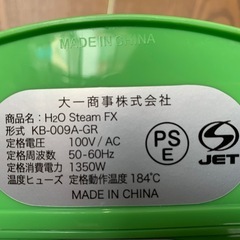 MADE IN CHINA
大一商事株式会社
商品名：H2O Steam FX
形式 KB-009A-GR
定格電圧 100V / AC
定格周波数 50-60Hz
定格消費電力 1350W
温度ヒューズ 定格動作温度 184℃
MADE IN CHINA
PS
E
JET